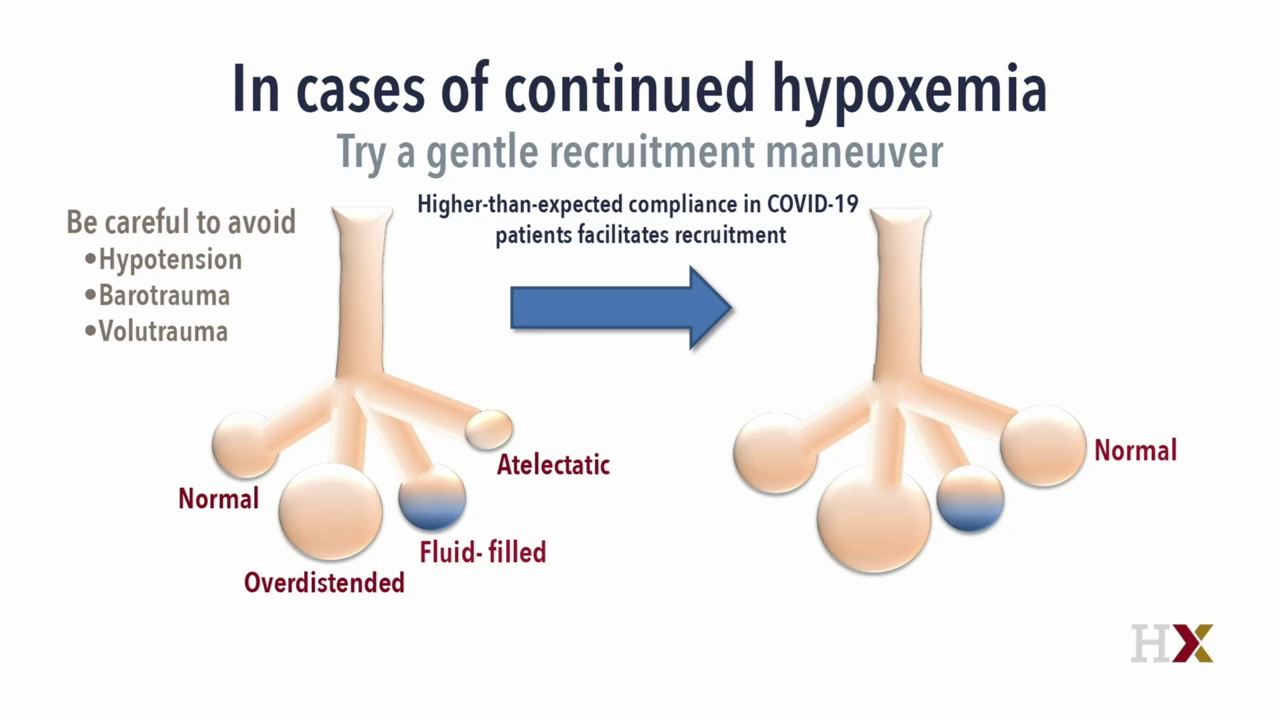 In cases of continued hypoxemia
Try a gentle recruitment maneuver
Higher-than-expected compliance in COVID-19
patients facilitates recruitment
Be careful to avoid
•Hypotension
•Barotrauma
•Volutrauma
Atelectatic
Normal
Fluid- filled
Overdistended
Normal
HX